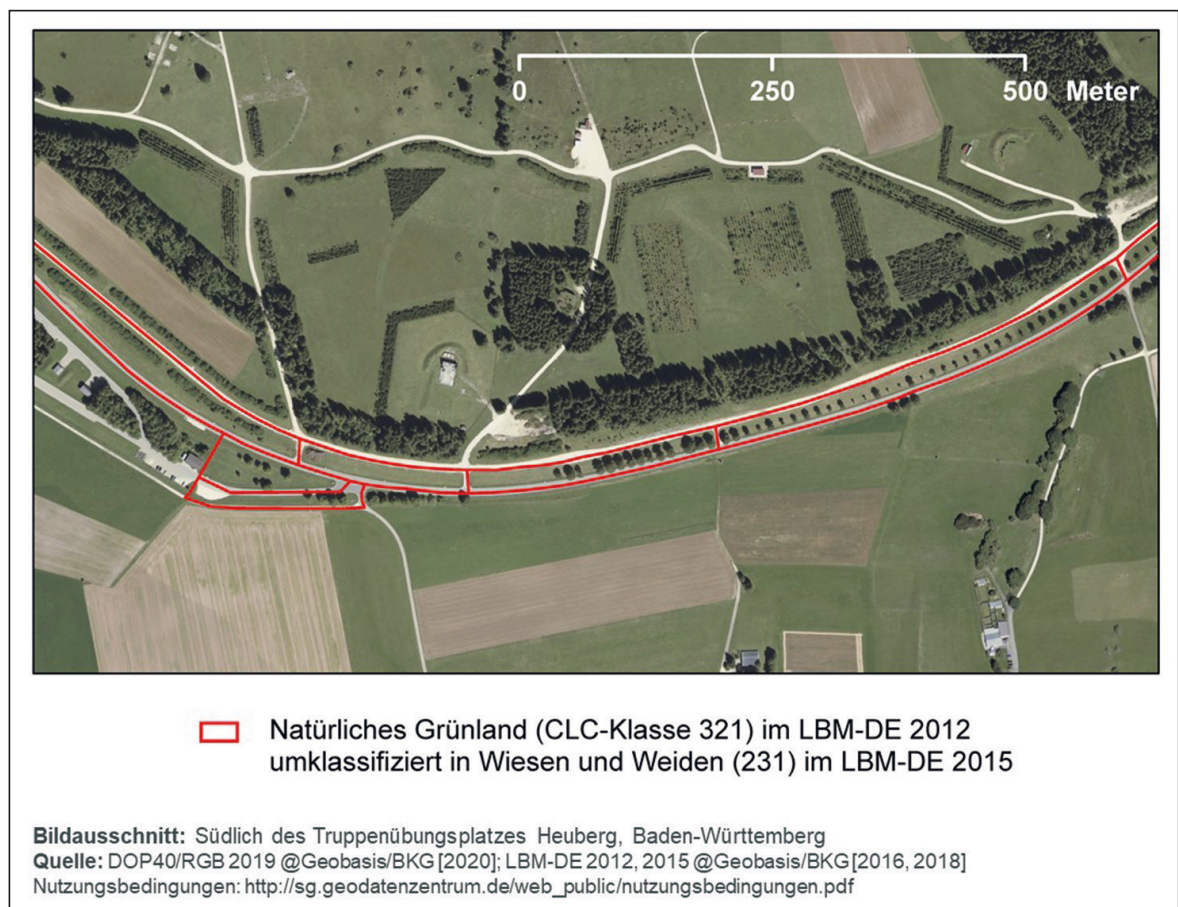 0 250 500 Meter
Natürliches Grünland (CLC-Klasse 321) im LBM-DE 2012
umklassifiziert in Wiesen und Weiden (231) im LBM-DE 2015
Bildausschnitt: Südlich des Truppenübungsplatzes Heuberg, Baden-Württemberg
Quelle: DOP40/RGB 2019 @Geobasis/BKG [2020]; LBM-DE 2012, 2015 @Geobasis/BKG [2016, 2018]
Nutzungsbedingungen: http://sg.geodatenzentrum.de/web_public/nutzungsbedingungen.pdf